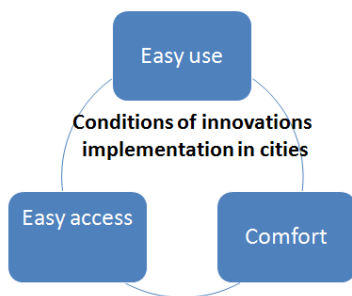 Easy use
Conditions of innovations
implementation in cities
Easy access
Comfort